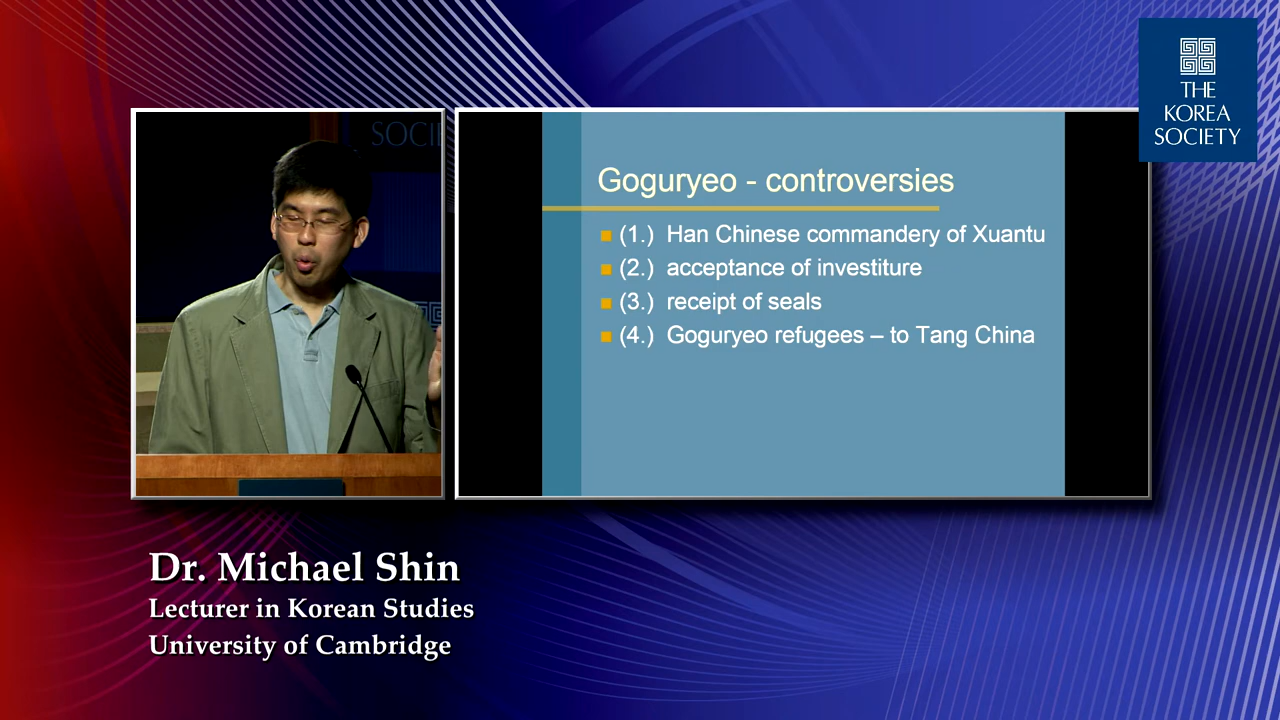 THE
KOREA
SOCIETY
SOCI
Goguryeo - controversies
(1.) Han Chinese commandery of Xuantu
(2.) acceptance of investiture
(3.) receipt of seals
(4.) Goguryeo refugees – to Tang China
Dr. Michael Shin
Lecturer in Korean Studies
University of Cambridge